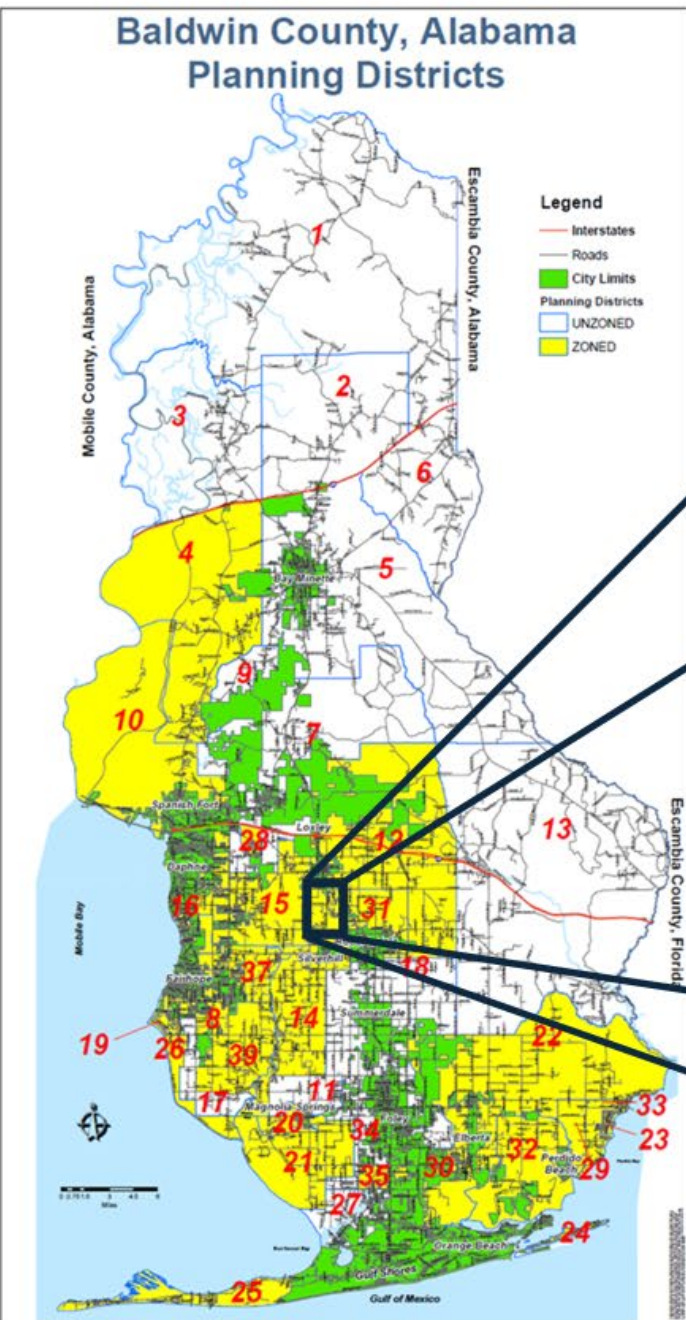 Baldwin County, Alabama
Planning Districts
Escambia County, Alabama
Mobile County, Alabama
Legend
Interstates
Roads
City Limits
Planning Districts
UNZONED
ZONED
1
2
3
6
4
5
Bay Minette
9
10
7
Spanish Fort
Loxley
28
12
13
Escambia County, Florida
Daphne
16
15
31
Mobile Bay
Silverhill
18
37
Fairhope
8
14
Summerdale
19
26
39
22
17
11
Magnolia Springs
20
34
Foley
Elberta
33
23
21
35
30
32
Perdido
Beach
29
27
24
Orange Beach
Gulf Shores
25
Gulf of Mexico
Miles